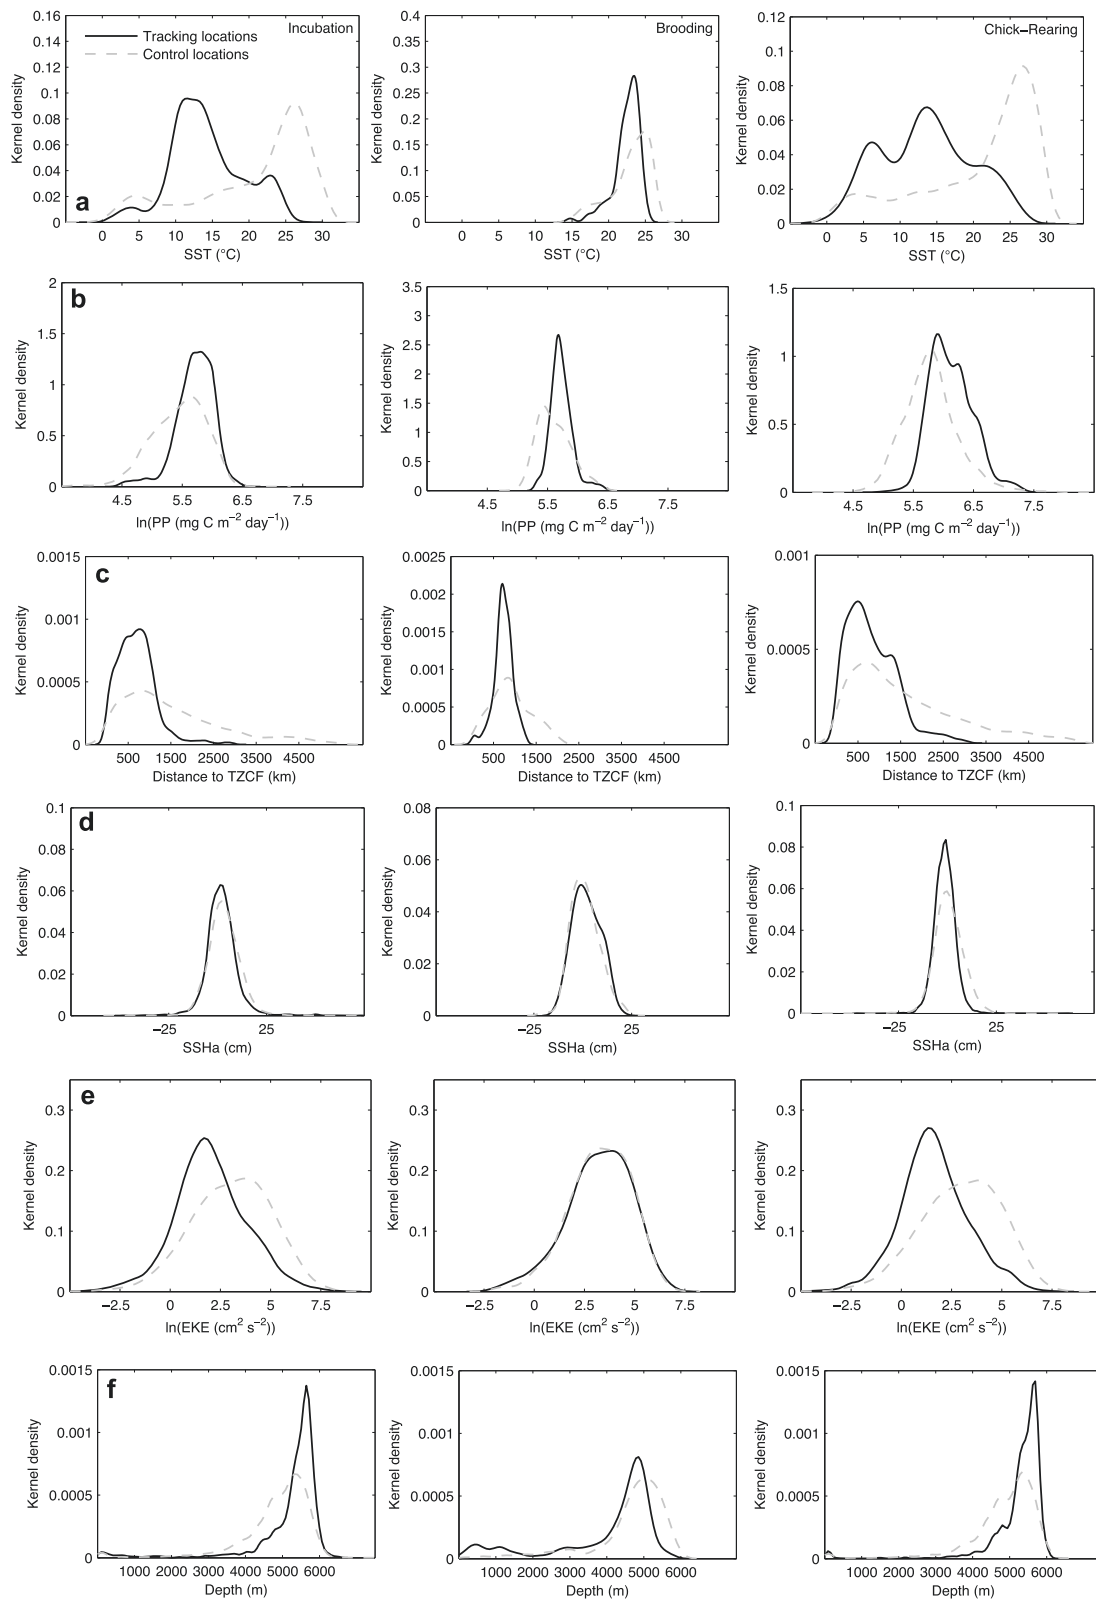 0.16
0.14
0.12
0.1
0.08
0.06
0.04
0.02
0
Kernel density
Tracking locations
Control locations
Incubation
a
0 5 10 15 20 25 30
SST (°C)
0.4
0.35
0.3
0.25
0.2
0.15
0.1
0.05
0
Kernel density
Brooding
0 5 10 15 20 25 30 35
SST (°C)
0.12
0.1
0.08
0.06
0.04
0.02
0
Kernel density
Chick−Rearing
0 5 10 15 20 25 30 35
SST (°C)
b
2
1.5
1
0.5
0
Kernel density
4.5 5.5 6.5 7.5
ln(PP (mg C m⁻² day⁻¹))
3.5
3
2.5
2
1.5
1
0.5
0
Kernel density
4.5 5.5 6.5 7.5
ln(PP (mg C m⁻² day⁻¹))
1.5
1
0.5
0
Kernel density
4.5 5.5 6.5 7.5
ln(PP (mg C m⁻² day⁻¹))
c
0.0015
0.001
0.0005
0
Kernel density
500 1500 2500 3500 4500
Distance to TZCF (km)
0.0025
0.002
0.0015
0.001
0.0005
0
Kernel density
500 1500 2500 3500 4500
Distance to TZCF (km)
0.001
0.0005
0
Kernel density
500 1500 2500 3500 4500
Distance to TZCF (km)
d
0.1
0.08
0.06
0.04
0.02
0
Kernel density
−25 25
SSHa (cm)
0.08
0.06
0.04
0.02
0
Kernel density
−25 25
SSHa (cm)
0.1
0.08
0.06
0.04
0.02
0
Kernel density
−25 25
SSHa (cm)
e
0.3
0.2
0.1
0
Kernel density
−2.5 0 2.5 5 7.5
ln(EKE (cm² s⁻²))
0.3
0.2
0.1
0
Kernel density
−2.5 0 2.5 5 7.5
ln(EKE (cm² s⁻²))
0.3
0.2
0.1
0
Kernel density
−2.5 0 2.5 5 7.5
ln(EKE (cm² s⁻²))
f
0.0015
0.001
0.0005
0
Kernel density
1000 2000 3000 4000 5000 6000
Depth (m)
0.0015
0.001
0.0005
0
Kernel density
1000 2000 3000 4000 5000 6000
Depth (m)
0.0015
0.001
0.0005
0
Kernel density
1000 2000 3000 4000 5000 6000
Depth (m)